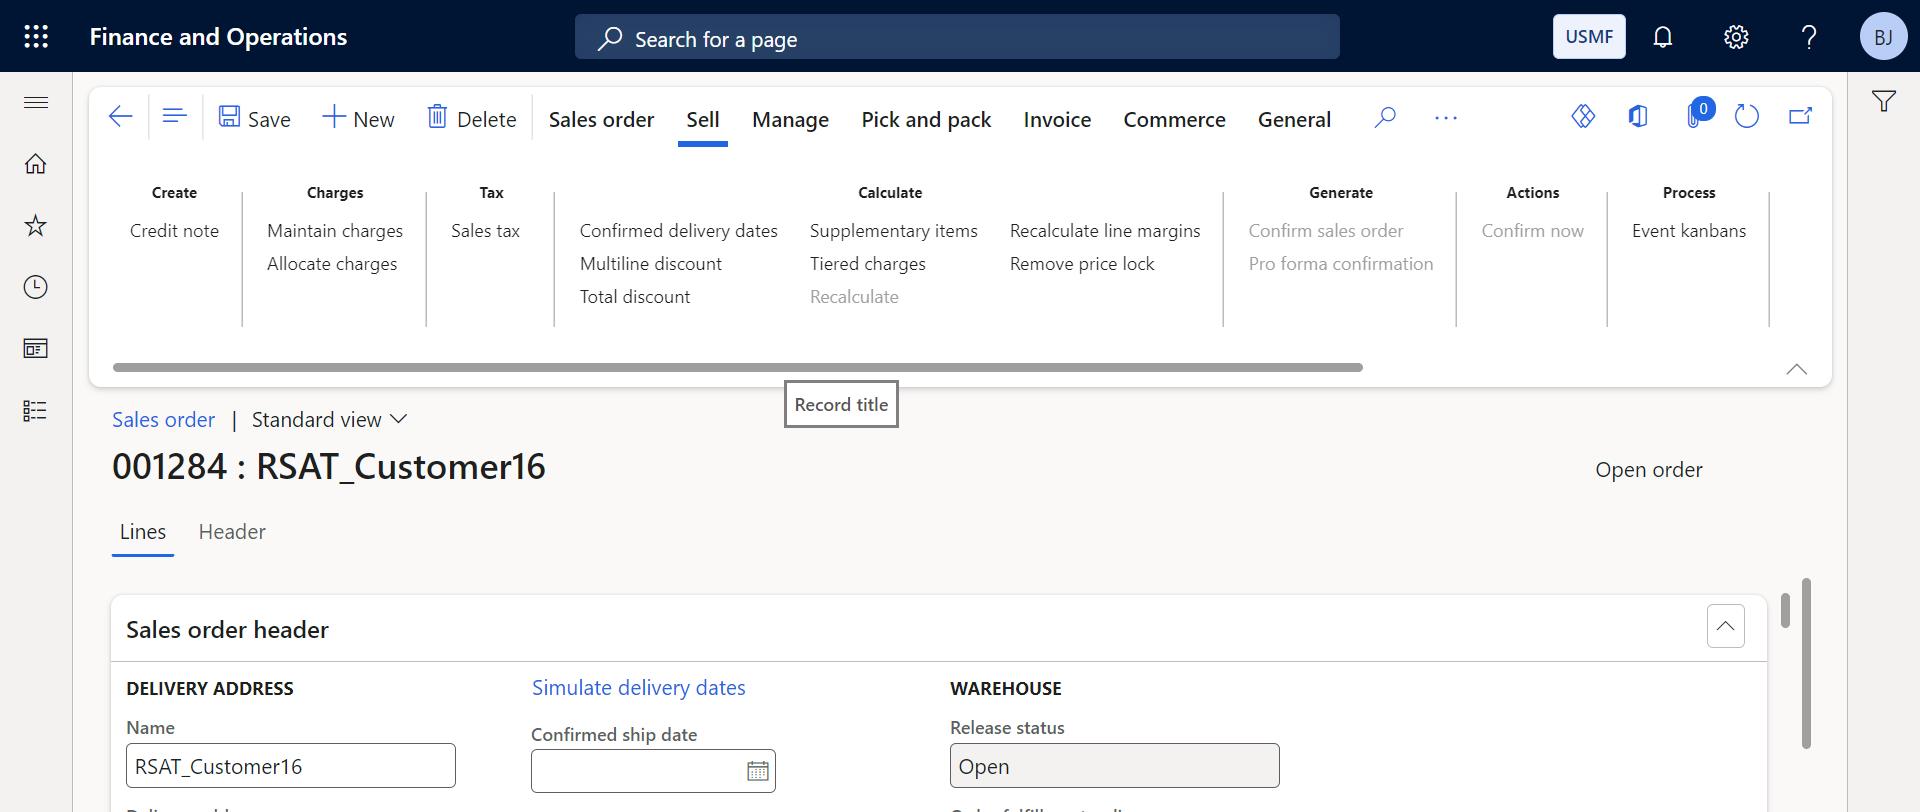 Finance and Operations
Search for a page
USMF
BJ
Save
New
Delete
Sales order
Sell
Manage
Pick and pack
Invoice
Commerce
General
0
Create
Credit note
Charges
Maintain charges
Allocate charges
Tax
Sales tax
Calculate
Confirmed delivery dates
Multiline discount
Total discount
Supplementary items
Tiered charges
Recalculate
Recalculate line margins
Remove price lock
Generate
Confirm sales order
Pro forma confirmation
Actions
Confirm now
Process
Event kanbans
Record title
Sales order | Standard view
001284 : RSAT_Customer16
Open order
Lines
Header
Sales order header
DELIVERY ADDRESS
Name
RSAT_Customer16
Simulate delivery dates
Confirmed ship date
WAREHOUSE
Release status
Open